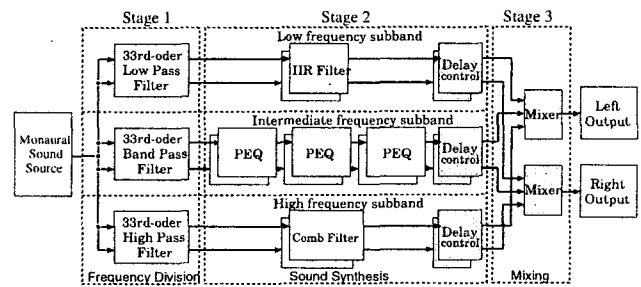 Stage 1
Stage 2
Stage 3
Low frequency subband
33rd-oder
Low Pass
Filter
IIR Filter
Delay
control
Mixer
Left
Output
Monaural
Sound
Source
Intermediate frequency subband
33rd-oder
Band Pass
Filter
PEQ
PEQ
PEQ
Delay
control
Mixer
Right
Output
High frequency subband
33rd-oder
High Pass
Filter
Comb Filter
Delay
control
Frequency Division
Sound Synthesis
Mixing